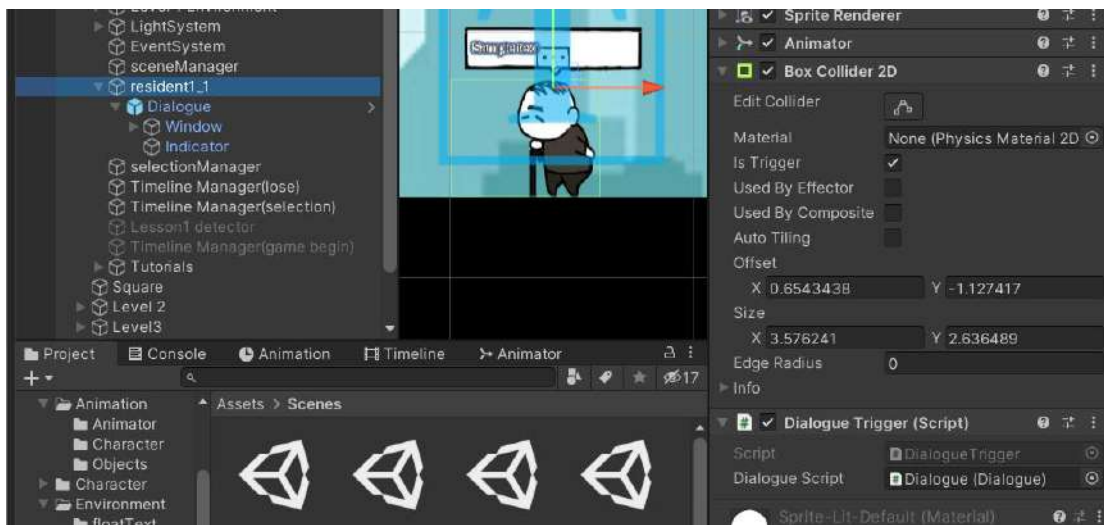 LightSystem
EventSystem
sceneManager
resident1_1
Dialogue
Window
Indicator
selectionManager
Timeline Manager(lose)
Timeline Manager(selection)
Lesson1 detector
Timeline Manager(game begin)
Tutorials
Square
Level 2
Level3
Sprite Renderer
Animator
Box Collider 2D
Edit Collider
Material None (Physics Material 2D
Is Trigger
Used By Effector
Used By Composite
Auto Tiling
Offset
X 0.6543438 Y -1.127417
Size
X 3.576241 Y 2.636489
Edge Radius 0
Info
Dialogue Trigger (Script)
Script DialogueTrigger
Dialogue Script Dialogue (Dialogue)
Sprite-Lit-Default (Material)
Project Console Animation Timeline Animator
17
Animation
Animator
Character
Objects
Character
Environment
floatText
Assets > Scenes